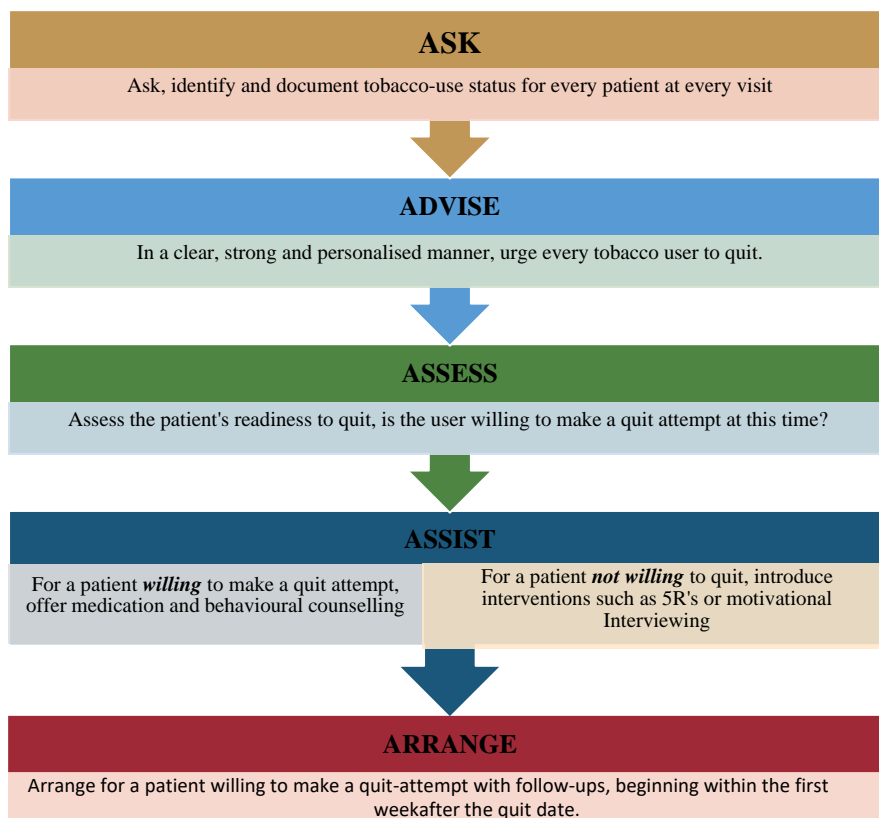 ASK
Ask, identify and document tobacco-use status for every patient at every visit
ADVISE
In a clear, strong and personalised manner, urge every tobacco user to quit.
ASSESS
Assess the patient's readiness to quit, is the user willing to make a quit attempt at this time?
ASSIST
For a patient willing to make a quit attempt,
offer medication and behavioural counselling
For a patient not willing to quit, introduce
interventions such as 5R's or motivational
Interviewing
ARRANGE
Arrange for a patient willing to make a quit-attempt with follow-ups, beginning within the first
weekafter the quit date.